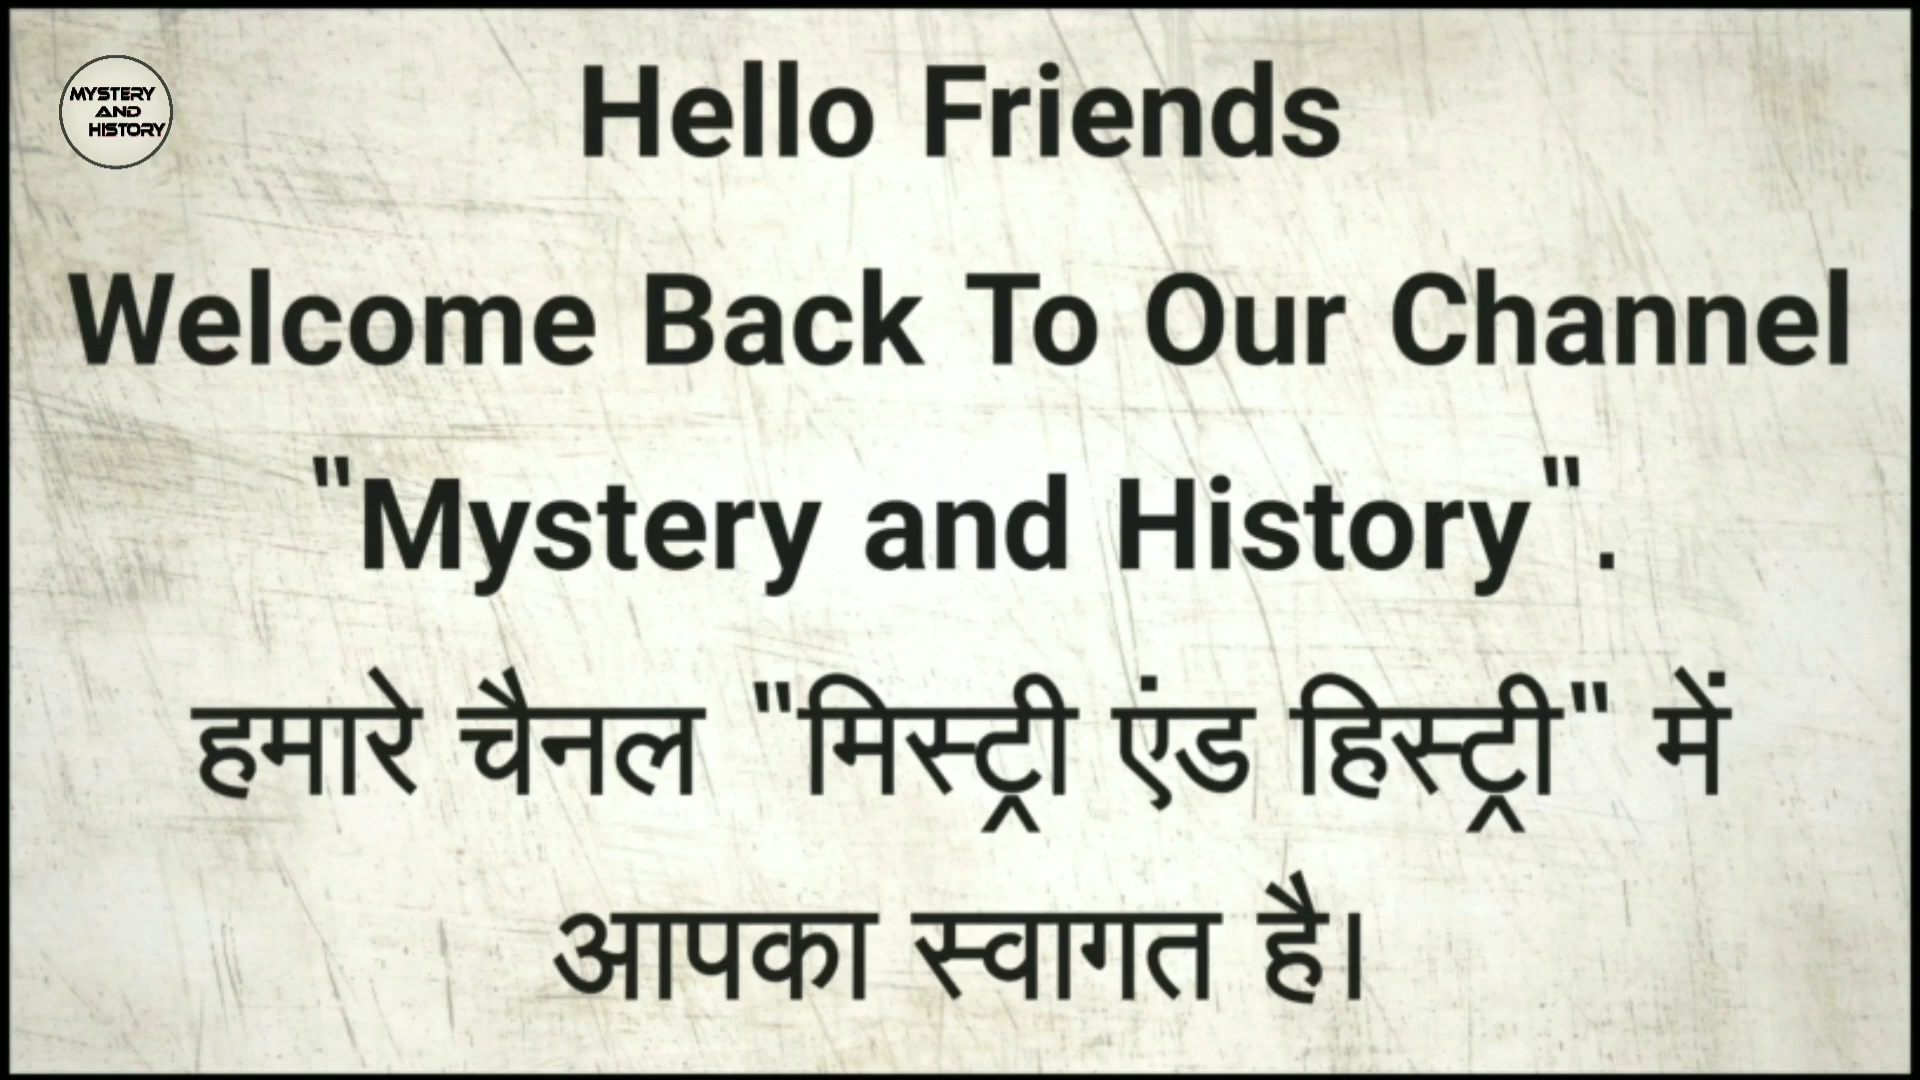 MYSTERY
AND
HISTORY
Hello Friends
Welcome Back To Our Channel
"Mystery and History".
हमारे चैनल "मिस्ट्री एंड हिस्ट्री" में
आपका स्वागत है।